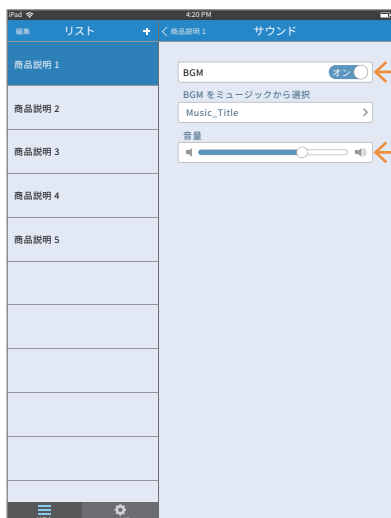 iPad
4:20 PM
編集
リスト
商品説明 1
サウンド
商品説明 1
商品説明 2
商品説明 3
商品説明 4
商品説明 5
BGM
オン
BGM をミュージックから選択
Music_Title
音量